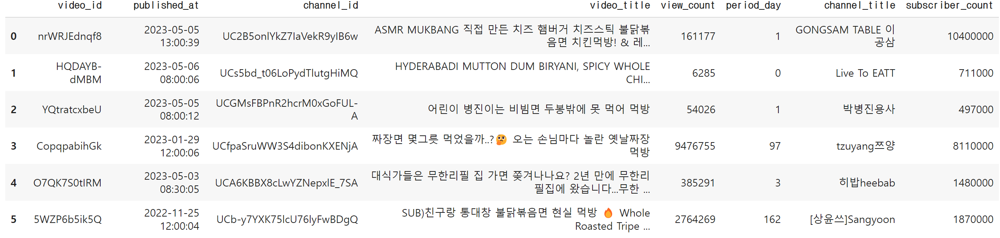 video_id published_at channel_id video_title view_count period_day channel_title subscriber_count
0 nrWRJEdnqf8 2023-05-05 13:00:39 UC2B5onlYkZ7IaVekR9yIB6w ASMR MUKBANG 직접 만든 치즈 햄버거 치즈스틱 불닭볶음면 치킨먹방! & 레... 161177 1 GONGSAM TABLE 이공삼 10400000
1 HQDAYB-dMBM 2023-05-06 08:00:06 UCs5bd_t06LoPydTlutgHiMQ HYDERABADI MUTTON DUM BIRYANI, SPICY WHOLE CHI... 6285 0 Live To EATT 711000
2 YQtratcxbeU 2023-05-05 08:00:12 UCGMsFBPnR2hcrM0xGoFUL-A 어린이 병진이는 비빔면 두봉밖에 못 먹어 먹방 54026 1 박병진용사 497000
3 CopqpabihGk 2023-01-29 12:00:06 UCfpaSruWW3S4dibonKXENjA 짜장면 몇그릇 먹었을까..?🤔 오는 손님마다 놀란 옛날짜장 먹방 9476755 97 tzuyang쯔양 8110000
4 O7QK7S0tIRM 2023-05-03 08:30:05 UCA6KBBX8cLwYZNepxlE_7SA 대식가들은 무한리필 집 가면 쫒겨나나요? 2년 만에 무한리필집에 왔습니다...무한 ... 385291 3 히밥heebab 1480000
5 5WZP6b5ik5Q 2022-11-25 12:00:04 UCb-y7YXK75lcU76lyFwBDgQ SUB)친구랑 통대창 불닭볶음면 현실 먹방 🔥 Whole Roasted Tripe ... 2764269 162 [상윤쓰]Sangyoon 1870000